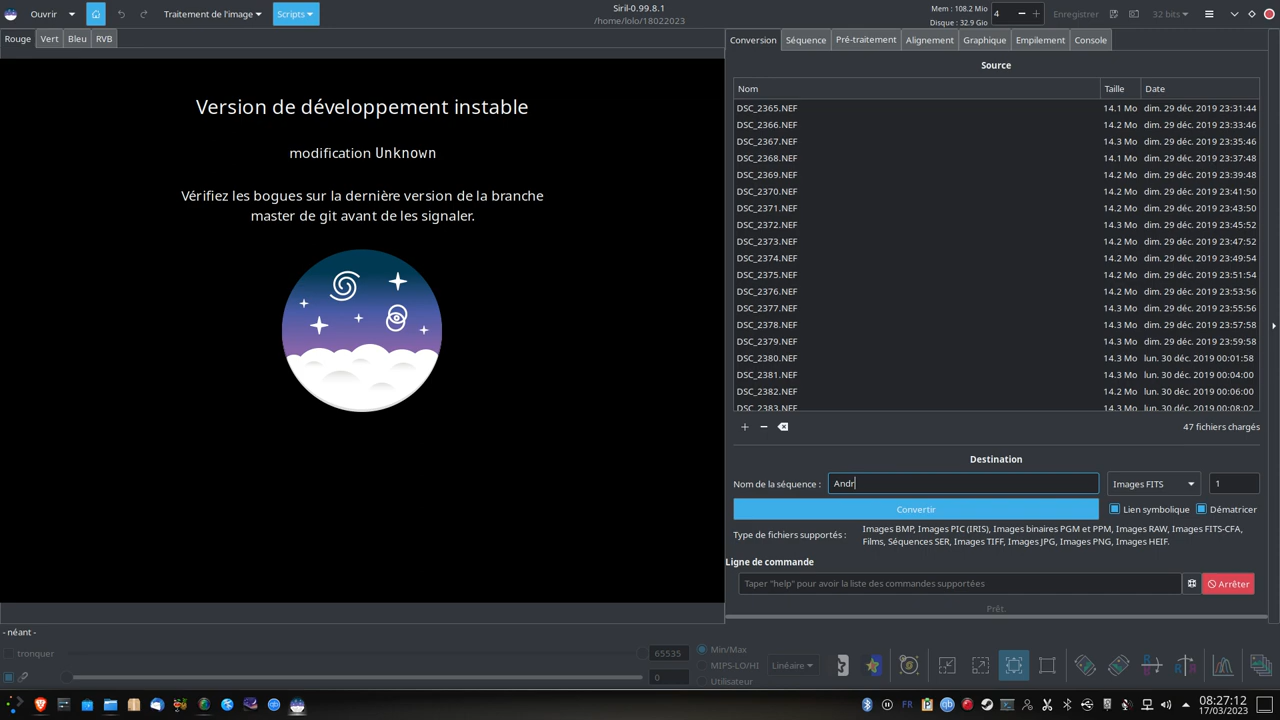 Ouvrir
Traitement de l'image
Scripts
Siril-0.99.8.1
/home/lolo/18022023
Mem : 108.2 Mio
Disque : 32.9 Gio
4
Enregistrer
32 bits
Rouge
Vert
Bleu
RVB
Conversion
Séquence
Pré-traitement
Alignement
Graphique
Empilement
Console
Version de développement instable
modification Unknown
Vérifiez les bogues sur la dernière version de la branche
master de git avant de les signaler.
Source
Nom Taille Date
DSC_2365.NEF 14.1 Mo dim. 29 déc. 2019 23:31:44
DSC_2366.NEF 14.2 Mo dim. 29 déc. 2019 23:33:46
DSC_2367.NEF 14.3 Mo dim. 29 déc. 2019 23:35:46
DSC_2368.NEF 14.1 Mo dim. 29 déc. 2019 23:37:48
DSC_2369.NEF 14.2 Mo dim. 29 déc. 2019 23:39:48
DSC_2370.NEF 14.2 Mo dim. 29 déc. 2019 23:41:50
DSC_2371.NEF 14.2 Mo dim. 29 déc. 2019 23:43:50
DSC_2372.NEF 14.3 Mo dim. 29 déc. 2019 23:45:52
DSC_2373.NEF 14.2 Mo dim. 29 déc. 2019 23:47:52
DSC_2374.NEF 14.2 Mo dim. 29 déc. 2019 23:49:54
DSC_2375.NEF 14.2 Mo dim. 29 déc. 2019 23:51:54
DSC_2376.NEF 14.2 Mo dim. 29 déc. 2019 23:53:56
DSC_2377.NEF 14.3 Mo dim. 29 déc. 2019 23:55:56
DSC_2378.NEF 14.3 Mo dim. 29 déc. 2019 23:57:58
DSC_2379.NEF 14.3 Mo dim. 29 déc. 2019 23:59:58
DSC_2380.NEF 14.3 Mo lun. 30 déc. 2019 00:01:58
DSC_2381.NEF 14.3 Mo lun. 30 déc. 2019 00:04:00
DSC_2382.NEF 14.2 Mo lun. 30 déc. 2019 00:06:00
DSC_2383.NEF 14.3 Mo lun. 30 déc. 2019 00:08:02
47 fichiers chargés
Destination
Nom de la séquence : Andr Images FITS 1
Convertir Lien symbolique Dématricer
Type de fichiers supportés : Images BMP, Images PIC (IRIS), Images binaires PGM et PPM, Images RAW, Images FITS-CFA,
Films, Séquences SER, Images TIFF, Images JPG, Images PNG, Images HEIF.
Ligne de commande
Taper "help" pour avoir la liste des commandes supportées
Arrêter
Prêt.
- néant -
tronquer
65535
0
Min/Max
MIPS-LO/HI
Utilisateur
Linéaire
FR
08:27:12
17/03/2023